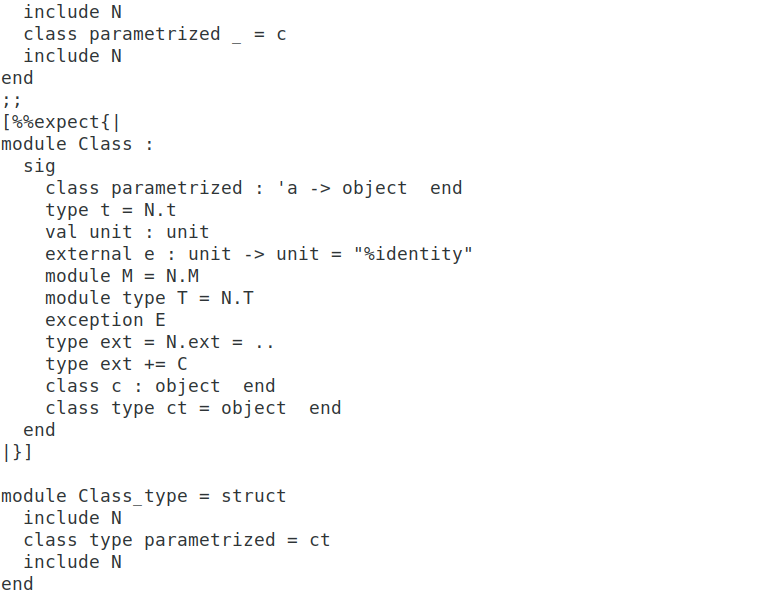 include N
  class parametrized _ = c
  include N
end
;;
[%%expect{|
module Class :
  sig
    class parametrized : 'a -> object  end
    type t = N.t
    val unit : unit
    external e : unit -> unit = "%identity"
    module M = N.M
    module type T = N.T
    exception E
    type ext = N.ext = ..
    type ext += C
    class c : object  end
    class type ct = object  end
  end
|}]

module Class_type = struct
  include N
  class type parametrized = ct
  include N
end